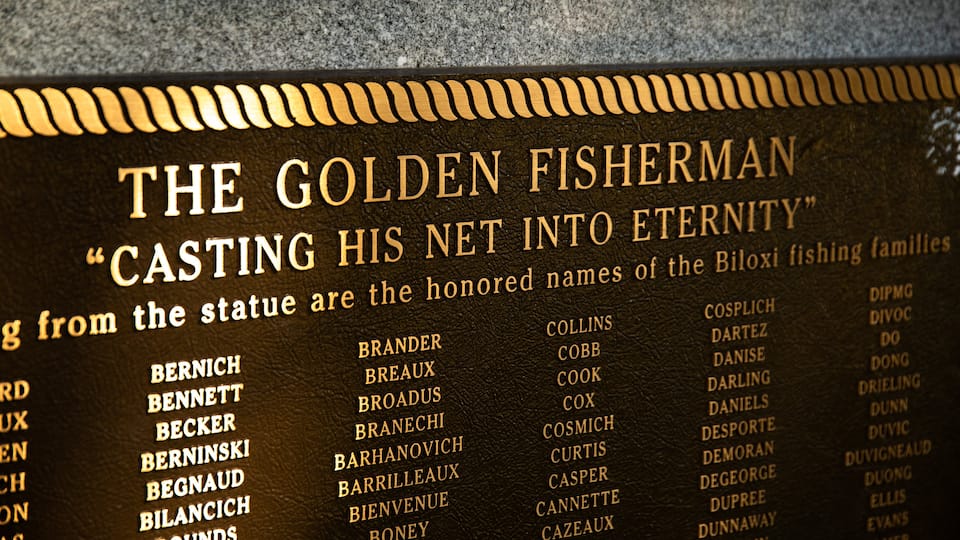 THE GOLDEN FISHERMAN
“CASTING HIS NET INTO ETERNITY”
from the statue are the honored names of the Biloxi fishing families
BERNICH
BENNETT
BECKER
BERNINSKI
BEGNAUD
BILANCICH
BRANDER
BREAUX
BROADUS
BRANECHI
BARHANOVICH
BARRILLEAUX
BIENVENUE
BONEY
COLLINS
COBB
COOK
COX
COSMICH
CURTIS
CASPER
CANNETTE
CAZEAUX
COSPLICH
DARTEZ
DANISE
DARLING
DANIELS
DESPORTE
DEMORAN
DEGEORGE
DUPREE
DUNNAWAY
DIPMG
DIVOC
DO
DONG
DRIELING
DUNN
DUVIC
DUVIGNEAUD
DUONG
ELLIS
EVANS